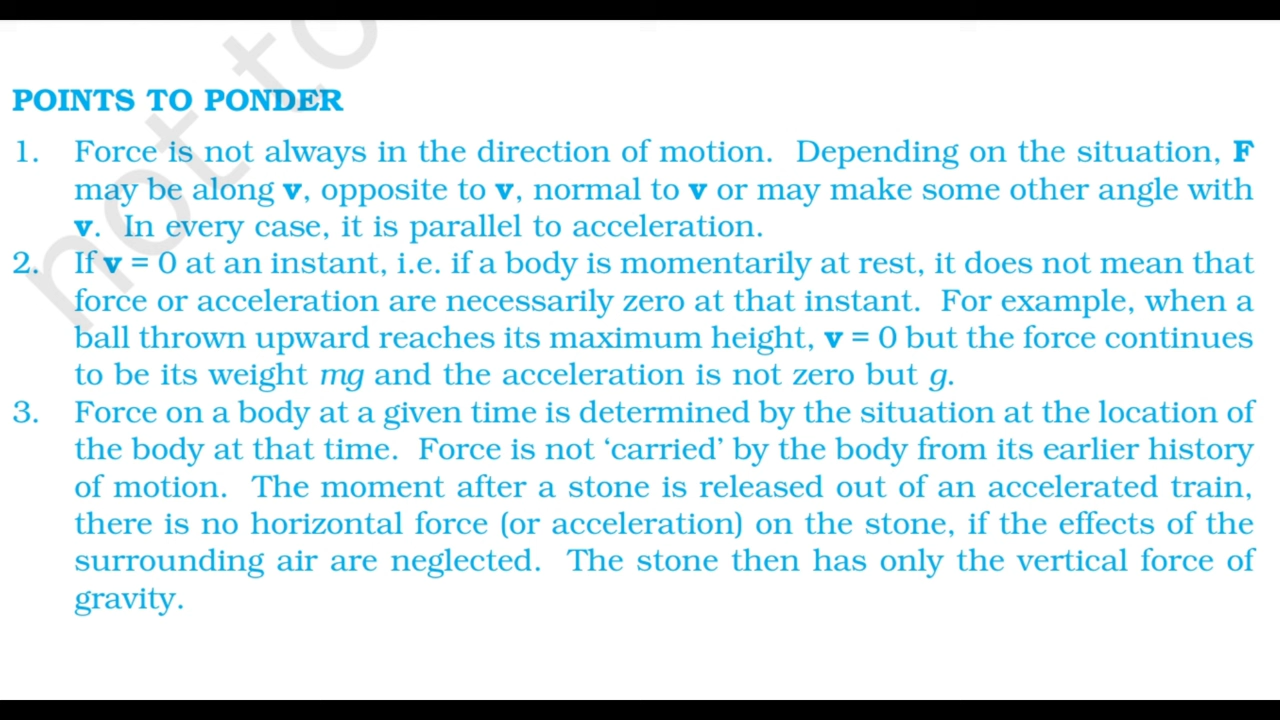 not to
POINTS TO PONDER
1. Force is not always in the direction of motion. Depending on the situation, F
may be along v, opposite to v, normal to v or may make some other angle with
v. In every case, it is parallel to acceleration.
2. If v = 0 at an instant, i.e. if a body is momentarily at rest, it does not mean that
force or acceleration are necessarily zero at that instant. For example, when a
ball thrown upward reaches its maximum height, v = 0 but the force continues
to be its weight mg and the acceleration is not zero but g.
3. Force on a body at a given time is determined by the situation at the location of
the body at that time. Force is not ‘carried’ by the body from its earlier history
of motion. The moment after a stone is released out of an accelerated train,
there is no horizontal force (or acceleration) on the stone, if the effects of the
surrounding air are neglected. The stone then has only the vertical force of
gravity.